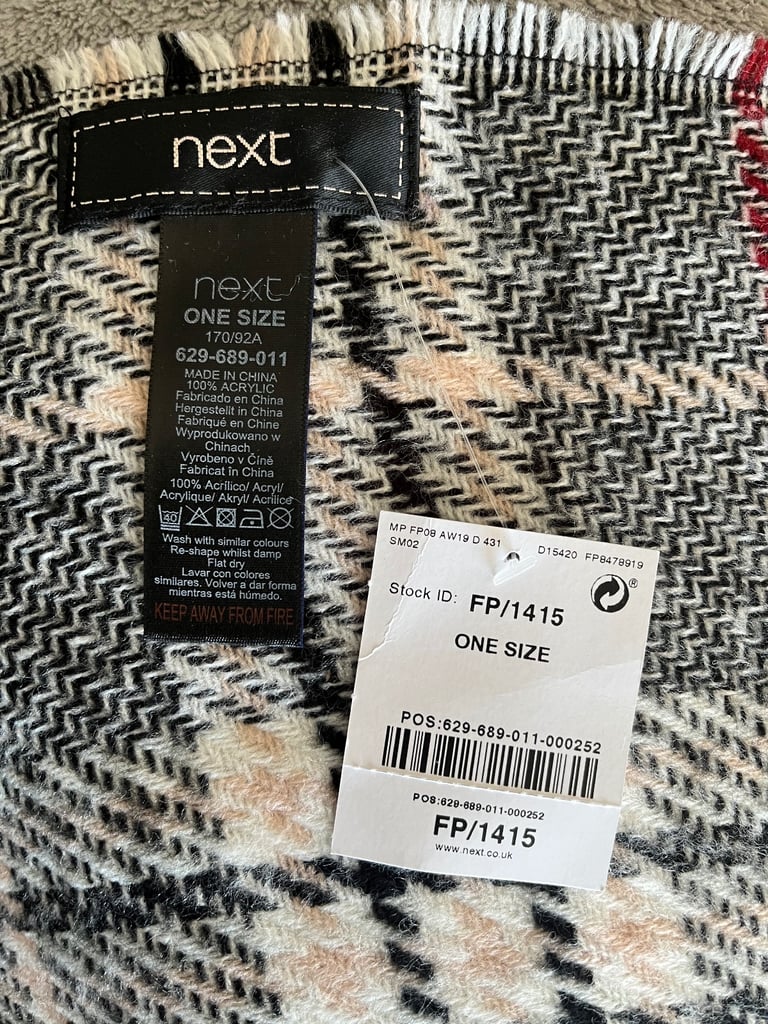 next
next
ONE SIZE
170/92A
629-689-011
MADE IN CHINA
100% ACRYLIC
Fabricado en China
Hergestellt in China
Fabriqué en Chine
Wyprodukowano w
Chinach
Vyrobeno v Číně
Fabricat în China
100% Acrílico/ Acryl/
Acrylique/ Akryl/ Acrilice
40
Wash with similar colours
Re-shape whilst damp
Flat dry
Lavar con colores
similares. Volver a dar forma
mientras está húmedo.
KEEP AWAY FROM FIRE
MP FP08 AW19 D 431 D15420 FP8478919
SM02
®
Stock ID: FP/1415
ONE SIZE
POS:629-689-011-000252
POS:629-689-011-000252
FP/1415
www.next.co.uk